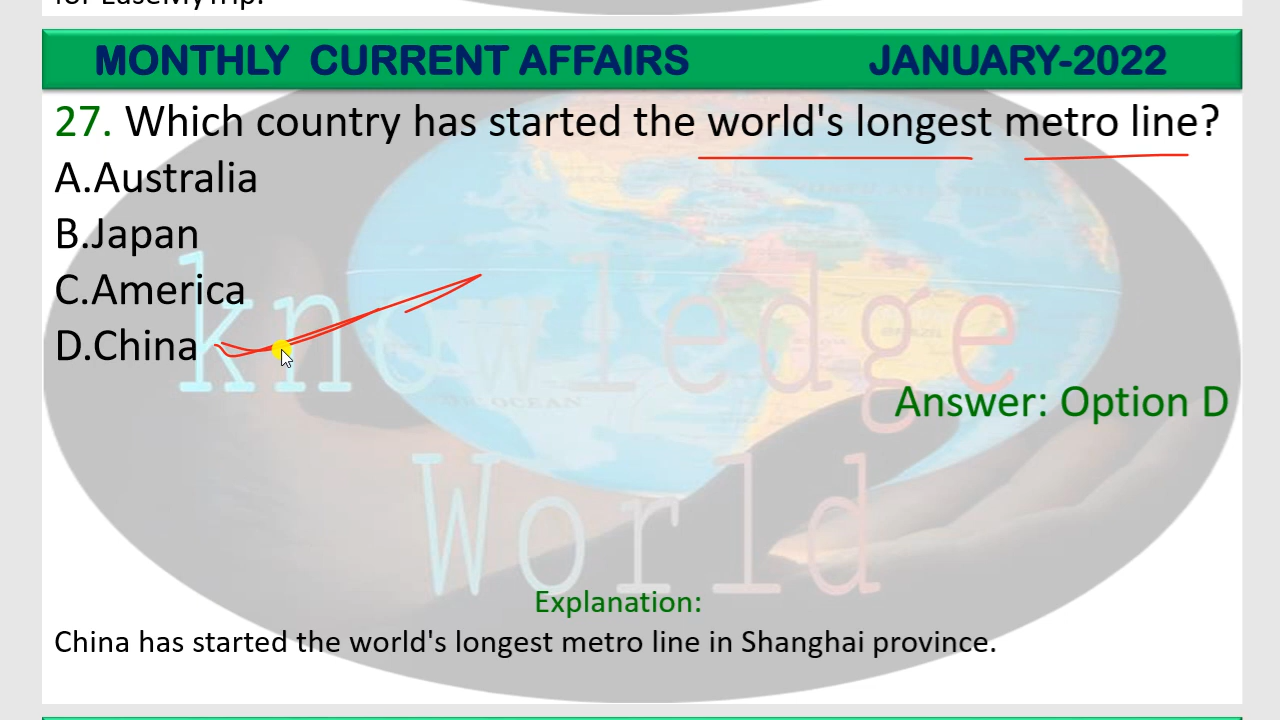 MONTHLY CURRENT AFFAIRS JANUARY-2022
27. Which country has started the world's longest metro line?
A.Australia
B.Japan
C.America
D.China
Answer: Option D
knowledge
World
Explanation:
China has started the world's longest metro line in Shanghai province.